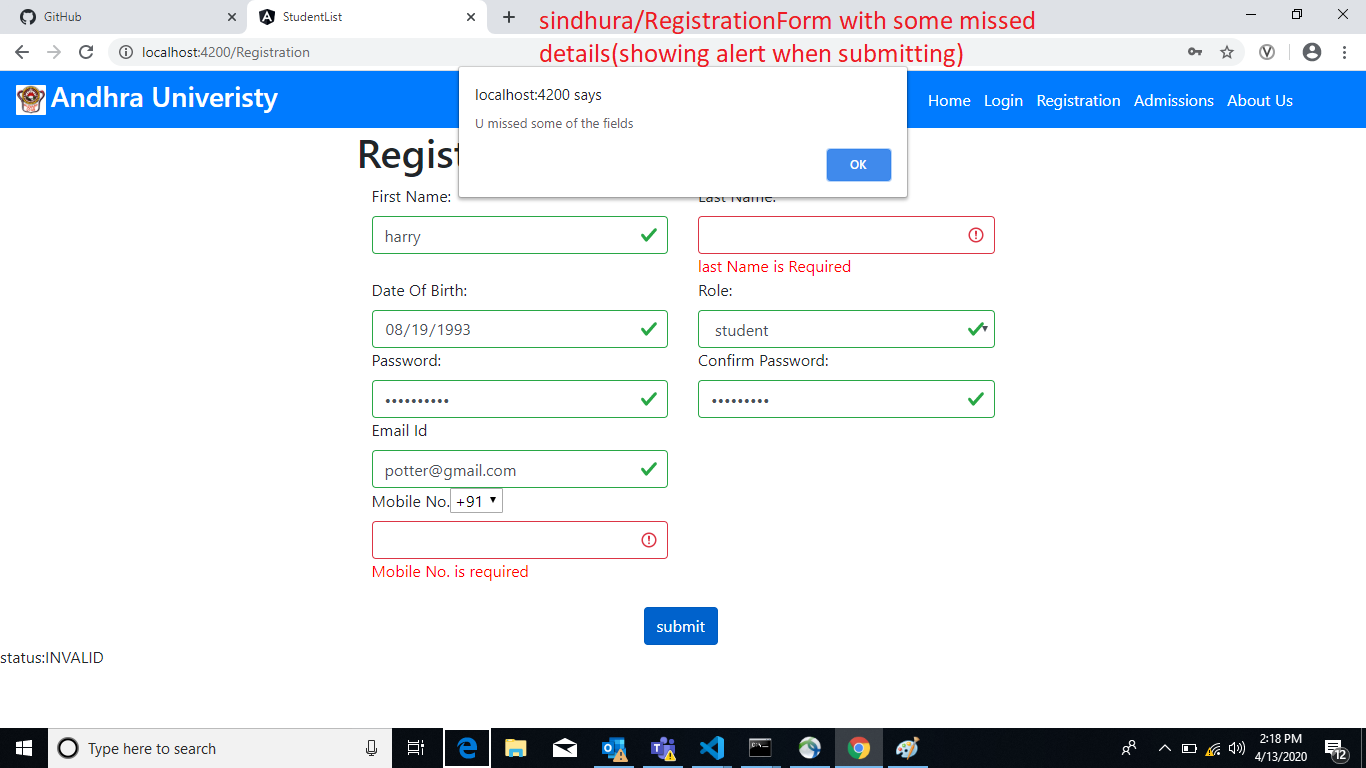 GitHub
StudentList
sindhura/RegistrationForm with some missed
details(showing alert when submitting)
localhost:4200/Registration
Andhra Univeristy
Home Login Registration Admissions About Us
localhost:4200 says
U missed some of the fields
OK
First Name:
harry
last Name is Required
Date Of Birth:
Role:
08/19/1993
student
Password:
Confirm Password:
Email Id
potter@gmail.com
Mobile No. +91
Mobile No. is required
submit
status:INVALID
Type here to search
2:18 PM
4/13/2020
12